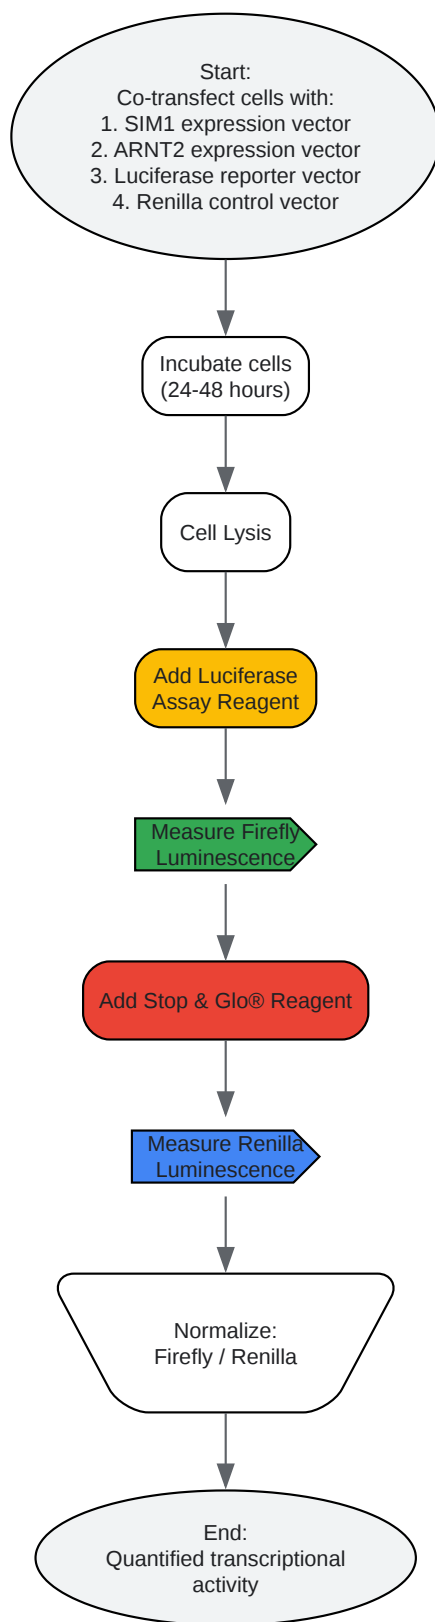 Start:
Co-transfect cells with:
1. SIM1 expression vector
2. ARNT2 expression vector
3. Luciferase reporter vector
4. Renilla control vector
Incubate cells
(24-48 hours)
Cell Lysis
Add Luciferase
Assay Reagent
Measure Firefly
Luminescence
Add Stop & Glo® Reagent
Measure Renilla
Luminescence
Normalize:
Firefly / Renilla
End:
Quantified transcriptional
activity